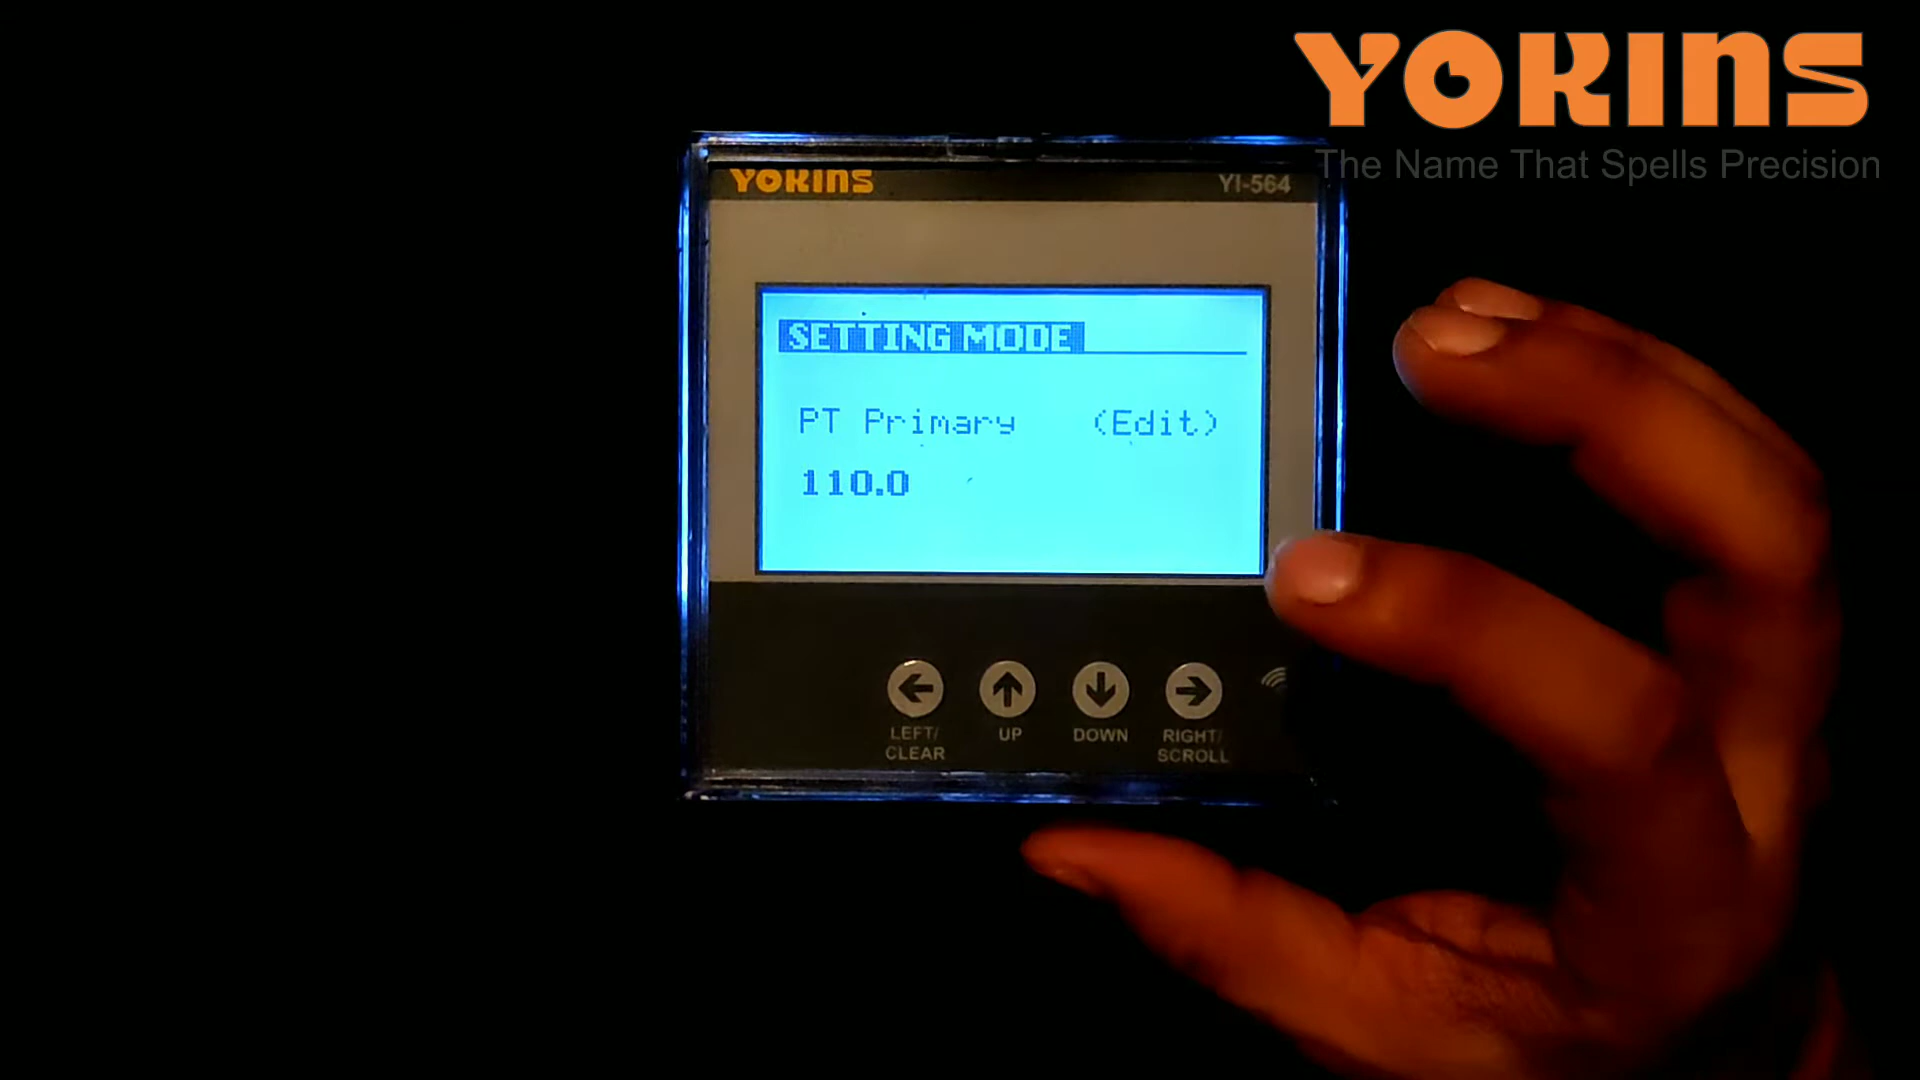 YOKINS
The Name That Spells Precision
YOKINS YI-564
SETTING MODE
PT Primary (Edit)
110.0
LEFT/
CLEAR
UP
DOWN
RIGHT/
SCROLL